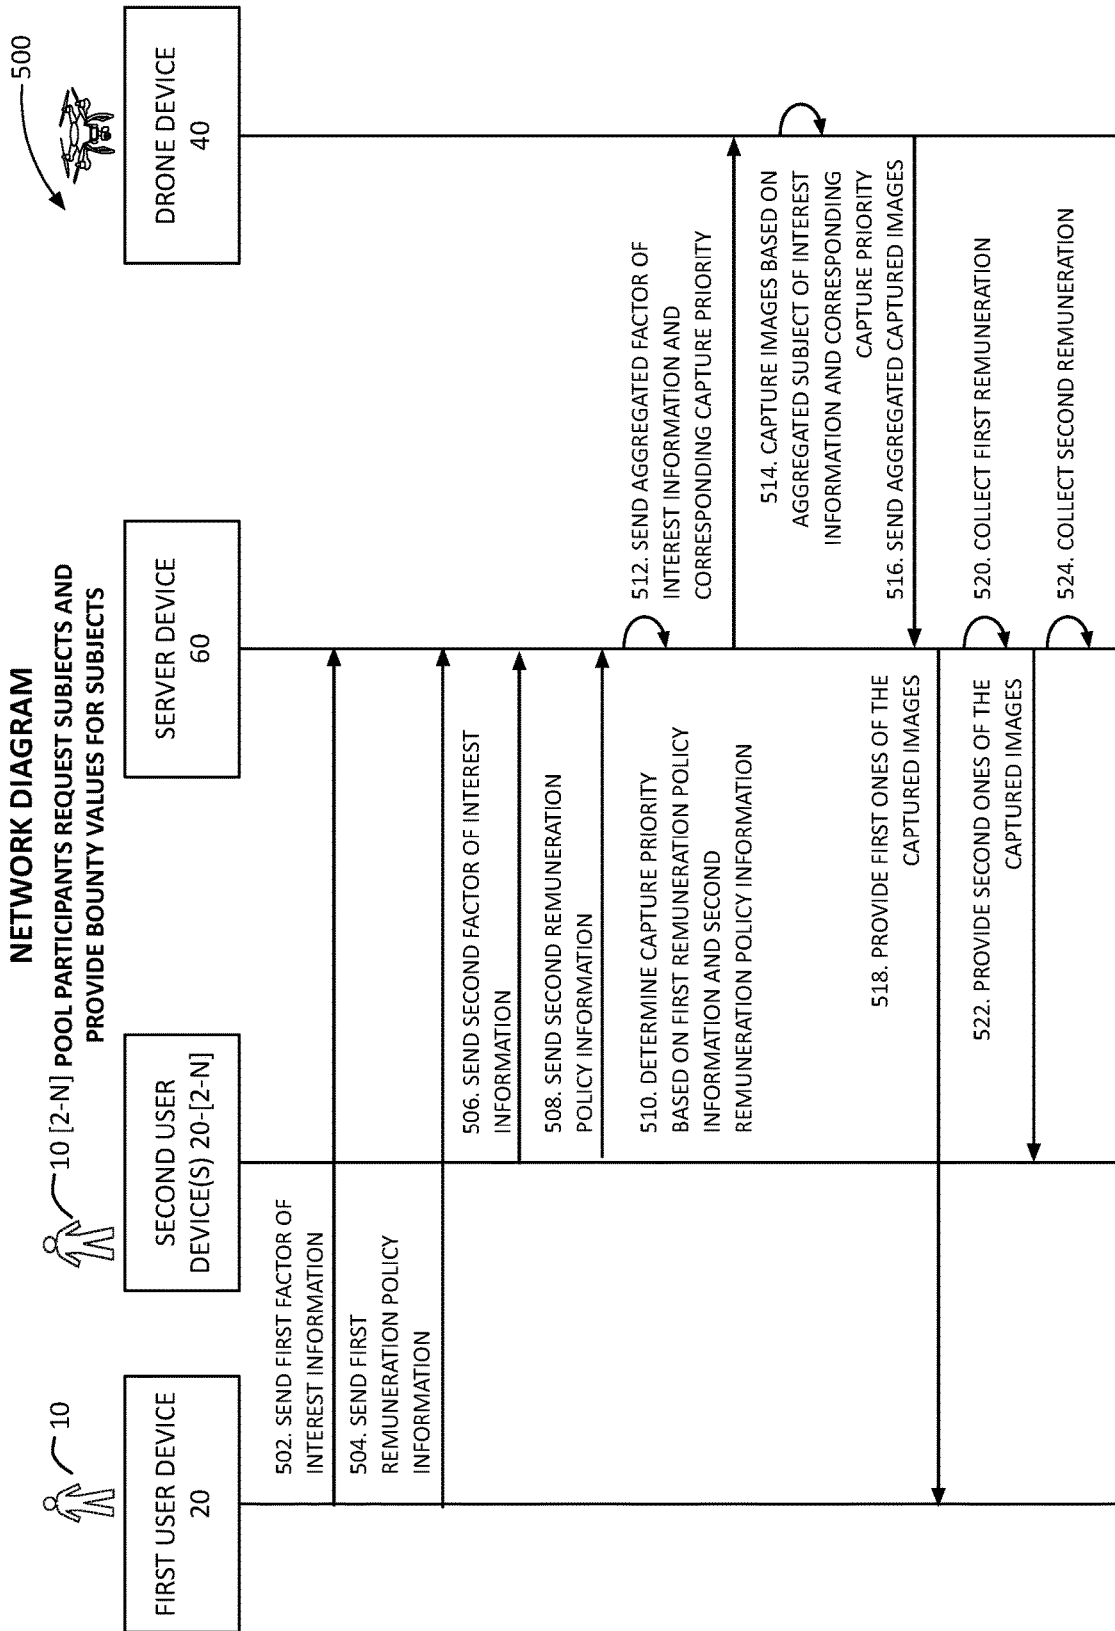 NETWORK DIAGRAM
10 [2-N] POOL PARTICIPANTS REQUEST SUBJECTS AND
PROVIDE BOUNTY VALUES FOR SUBJECTS
500
10
FIRST USER DEVICE
20
SECOND USER
DEVICE(S) 20-[2-N]
SERVER DEVICE
60
DRONE DEVICE
40
502. SEND FIRST FACTOR OF
INTEREST INFORMATION
504. SEND FIRST
REMUNERATION POLICY
INFORMATION
506. SEND SECOND FACTOR OF INTEREST
INFORMATION
508. SEND SECOND REMUNERATION
POLICY INFORMATION
510. DETERMINE CAPTURE PRIORITY
BASED ON FIRST REMUNERATION POLICY
INFORMATION AND SECOND
REMUNERATION POLICY INFORMATION
512. SEND AGGREGATED FACTOR OF
INTEREST INFORMATION AND
CORRESPONDING CAPTURE PRIORITY
514. CAPTURE IMAGES BASED ON
AGGREGATED SUBJECT OF INTEREST
INFORMATION AND CORRESPONDING
CAPTURE PRIORITY
516. SEND AGGREGATED CAPTURED IMAGES
518. PROVIDE FIRST ONES OF THE
CAPTURED IMAGES
520. COLLECT FIRST REMUNERATION
522. PROVIDE SECOND ONES OF THE
CAPTURED IMAGES
524. COLLECT SECOND REMUNERATION